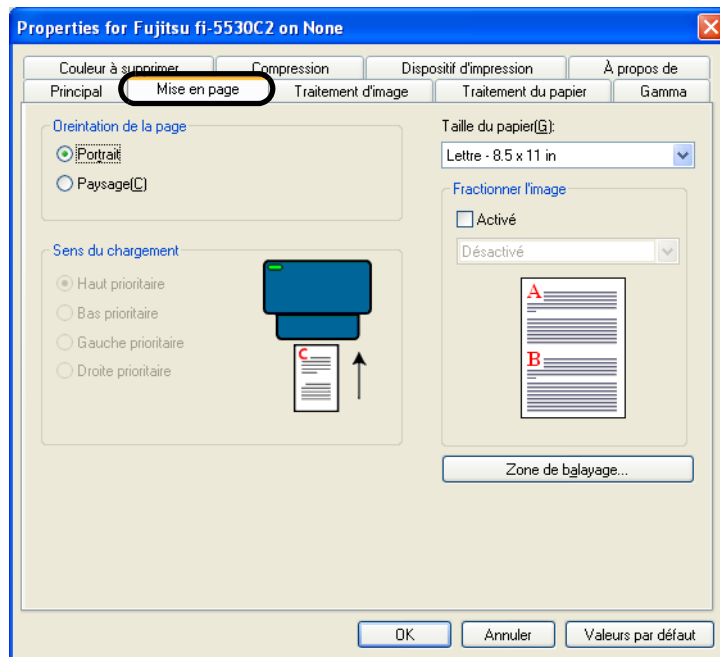 Properties for Fujitsu fi-5530C2 on None
Couleur à supprimer Compression Dispositif d'impression À propos de
Principal Mise en page Traitement d'image Traitement du papier Gamma
Oreintation de la page
Portrait
Paysage(C)
Sens du chargement
Haut prioritaire
Bas prioritaire
Gauche prioritaire
Droite prioritaire
C
Taille du papier(G):
Lettre - 8.5 x 11 in
Fractionner l'image
Activé
Désactivé
A
B
Zone de balayage...
OK Annuler Valeurs par défaut